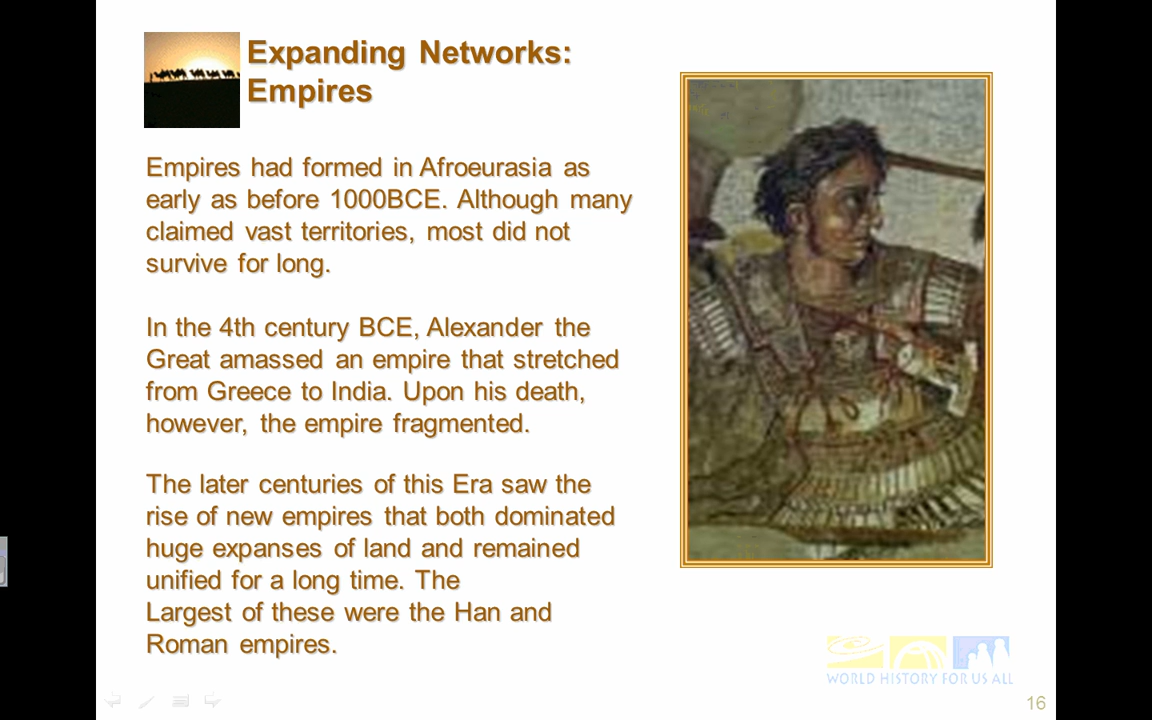 Expanding Networks:
Empires
Empires had formed in Afroeurasia as
early as before 1000BCE. Although many
claimed vast territories, most did not
survive for long.
In the 4th century BCE, Alexander the
Great amassed an empire that stretched
from Greece to India. Upon his death,
however, the empire fragmented.
The later centuries of this Era saw the
rise of new empires that both dominated
huge expanses of land and remained
unified for a long time. The
Largest of these were the Han and
Roman empires.
WORLD HISTORY FOR US ALL
16